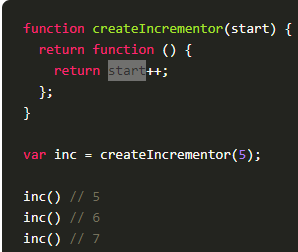 function createIncrementor(start) {
  return function () {
    return start++;
  };
}
var inc = createIncrementor(5);
inc() // 5
inc() // 6
inc() // 7